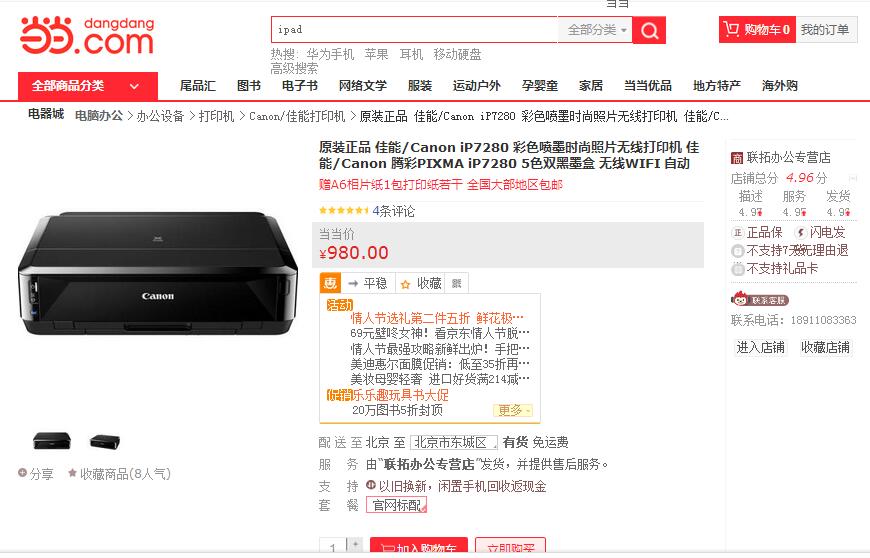 当当
dangdang
当当.com
ipad
全部分类
购物车 0
我的订单
热搜: 华为手机 苹果 耳机 移动硬盘
高级搜索
全部商品分类
尾品汇 图书 电子书 网络文学 服装 运动户外 孕婴童 家居 当当优品 地方特产 海外购
电器城 电脑办公 > 办公设备 > 打印机 > Canon/佳能打印机 > 原装正品 佳能/Canon iP7280 彩色喷墨时尚照片无线打印机 佳能/C...
原装正品 佳能/Canon iP7280 彩色喷墨时尚照片无线打印机 佳
能/Canon 腾彩PIXMA iP7280 5色双黑墨盒 无线WIFI 自动
赠A6相片纸1包打印纸若干 全国大部地区包邮
4条评论
当当价
¥980.00
惠 → 平稳 收藏
活动
情人节选礼第二件五折 鲜花极…
69元壁咚女神！看京东情人节脱…
情人节最强攻略新鲜出炉！手把…
美迪惠尔面膜促销：低至35折再…
美妆母婴轻奢 进口好货满214减…
促销 乐乐趣玩具书大促
20万图书5折封顶
更多
配送至 北京 至 北京市东城区 有货 免运费
服 务 由“联拓办公专营店”发货，并提供售后服务。
支 持 以旧换新，闲置手机回收返现金
套 餐 官网标配
1 +
加入购物车
立即购买
Canon
分享
收藏商品(8人气)
商 联拓办公专营店
店铺总分 4.96 分
描述 服务 发货
4.9 4.9 4.9
正 正品保 闪电发
不支持7天无理由退
不支持礼品卡
联系客服
联系电话: 18911083363
进入店铺 收藏店铺